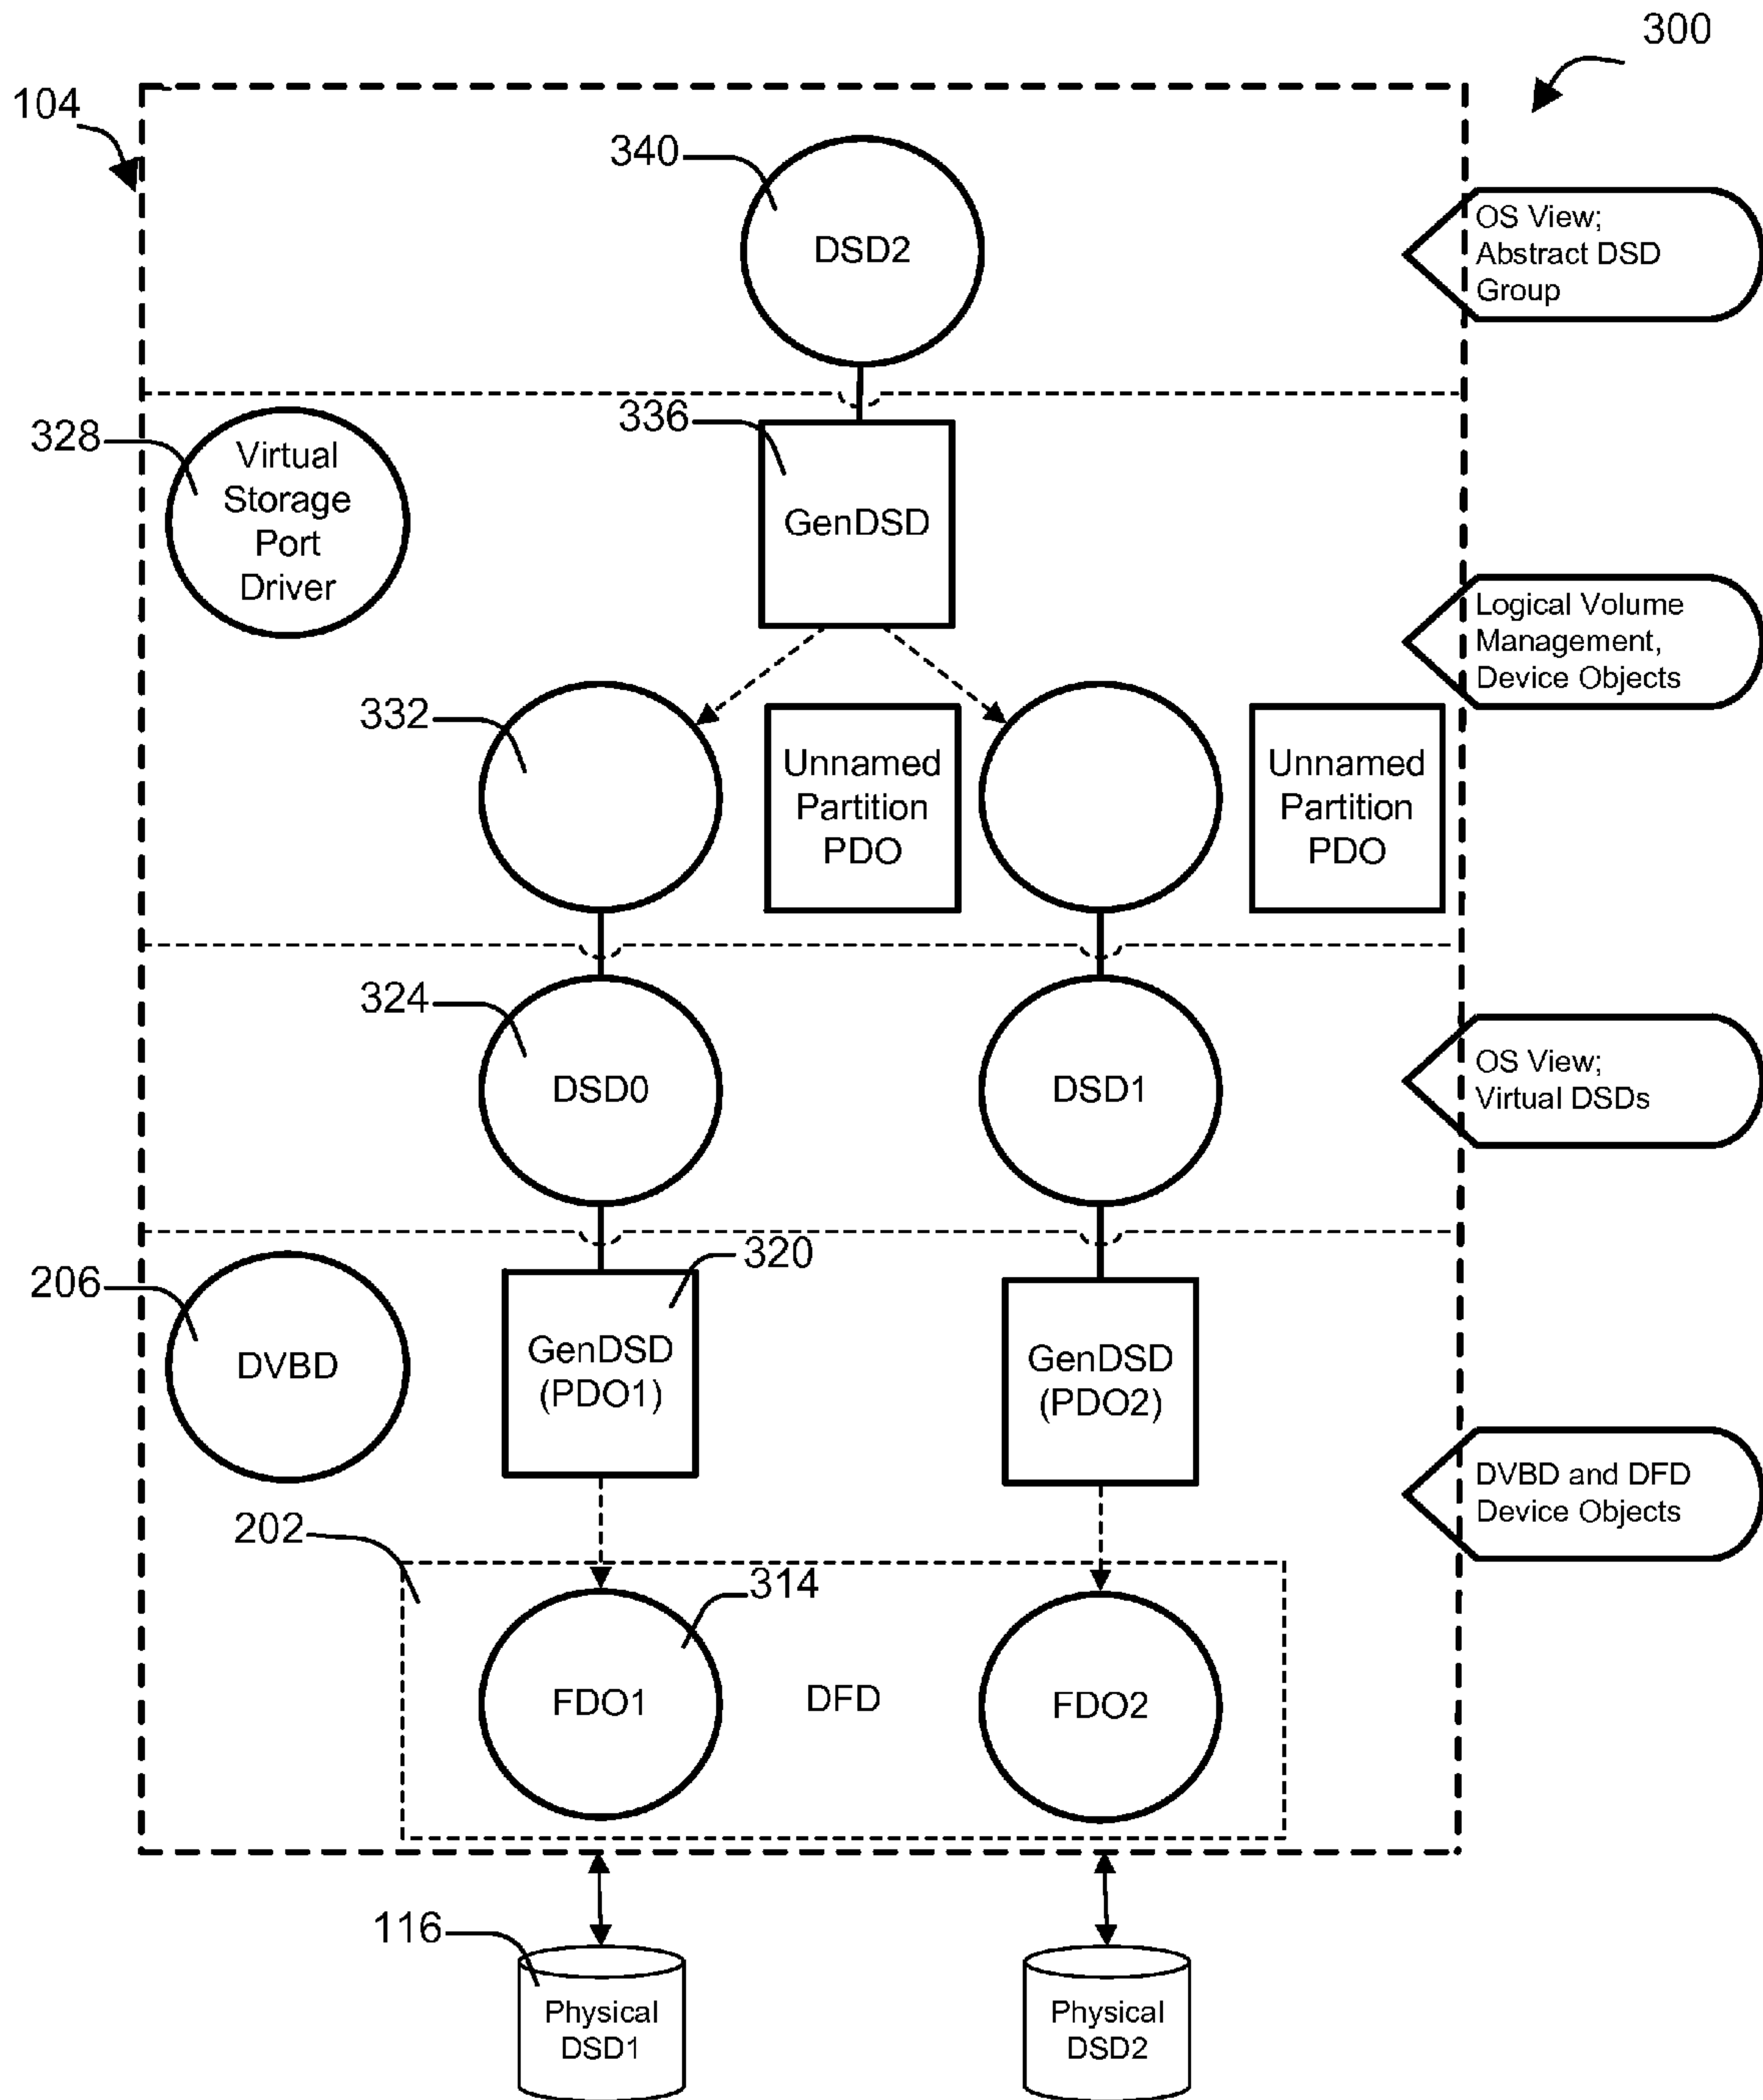 300
104
340
DSD2
OS View;
Abstract DSD
Group
336
328
Virtual
Storage
Port
Driver
GenDSD
Logical Volume
Management,
Device Objects
332
Unnamed
Partition
PDO
Unnamed
Partition
PDO
324
DSD0
DSD1
OS View;
Virtual DSDs
320
206
DVBD
GenDSD
(PDO1)
GenDSD
(PDO2)
DVBD and DFD
Device Objects
202
314
FDO1
DFD
FDO2
116
Physical
DSD1
Physical
DSD2